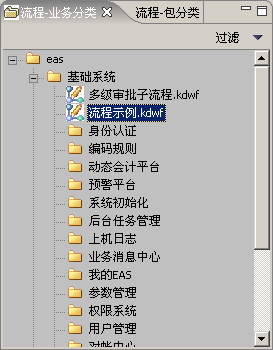 流程-业务分类 流程-包分类
过滤
eas
基础系统
多级审批子流程.kdwf
流程示例.kdwf
身份认证
编码规则
动态会计平台
预警平台
系统初始化
后台任务管理
上机日志
业务消息中心
我的EAS
参数管理
权限系统
用户管理
对帐中心